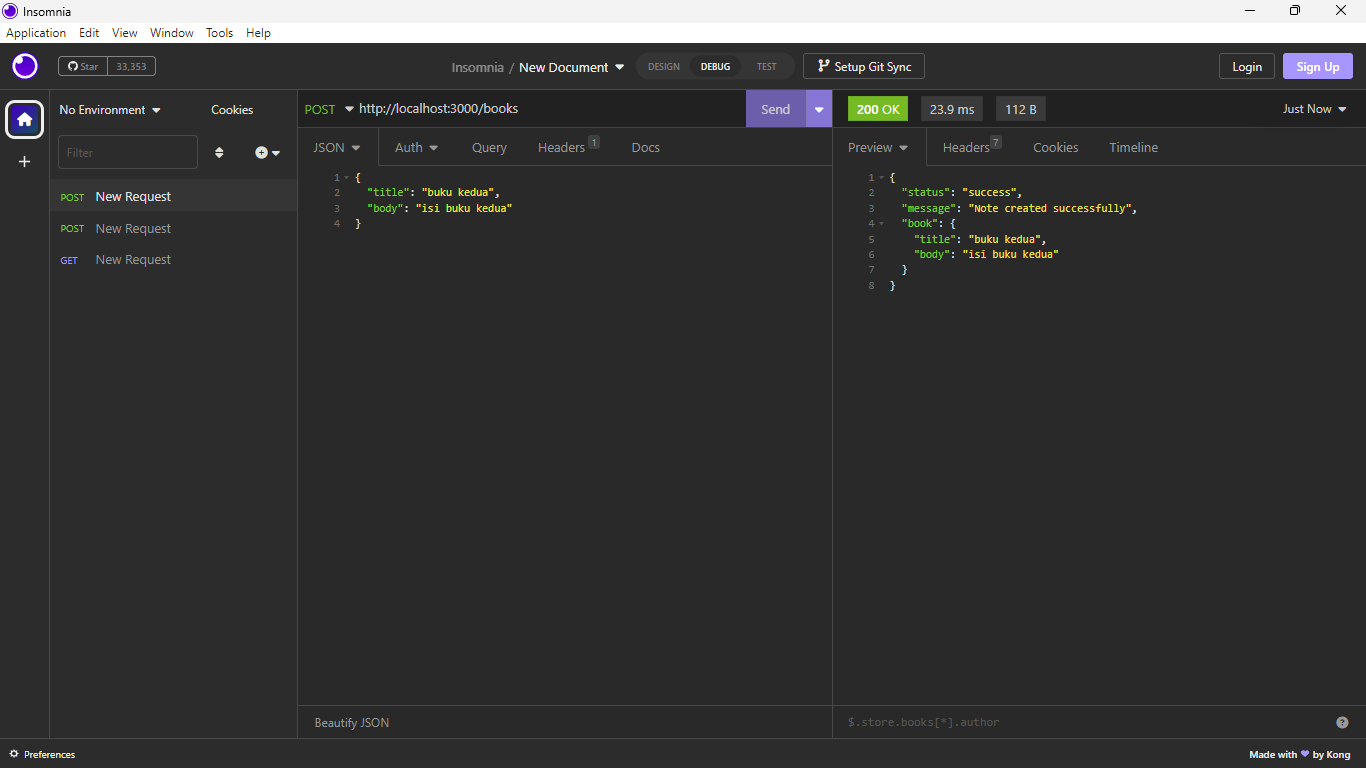 Insomnia
Application Edit View Window Tools Help
Star 33,353
Insomnia / New Document
DESIGN DEBUG TEST
Setup Git Sync
Login Sign Up
No Environment Cookies
Filter
POST New Request
POST New Request
GET New Request
POST http://localhost:3000/books Send
JSON Auth Query Headers 1 Docs
1 {
2 "title": "buku kedua",
3 "body": "isi buku kedua"
4 }
Beautify JSON
200 OK 23.9 ms 112 B Just Now
Preview Headers 7 Cookies Timeline
1 {
2 "status": "success",
3 "message": "Note created successfully",
4 "book": {
5 "title": "buku kedua",
6 "body": "isi buku kedua"
7 }
8 }
$.store.books[*].author ?
Preferences
Made with ❤ by Kong